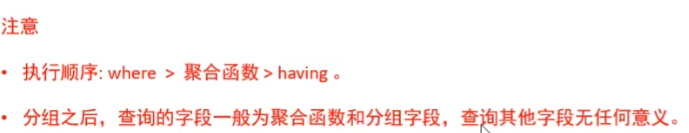 注意
• 执行顺序: where > 聚合函数 > having 。
• 分组之后，查询的字段一般为聚合函数和分组字段，查询其他字段无任何意义。